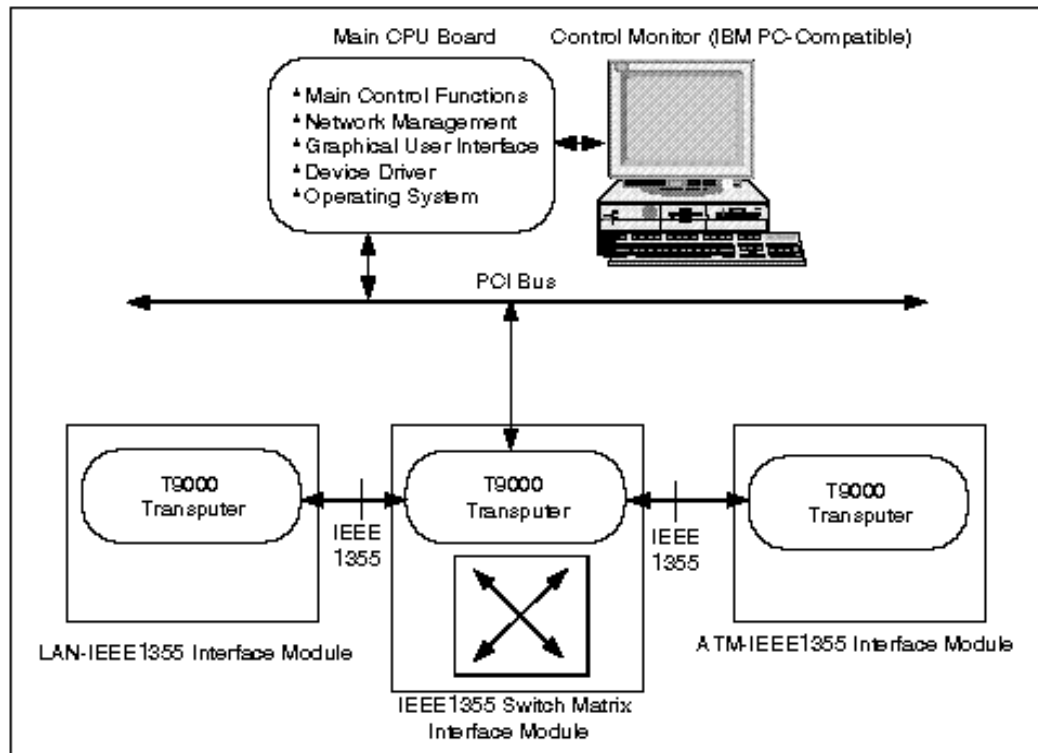 Main CPU Board
Control Monitor (IBM PC-Compatible)
Main Control Functions
Network Management
Graphical User Interface
Device Driver
Operating System
PCI Bus
T9000
Transputer
T9000
Transputer
T9000
Transputer
IEEE
1355
IEEE
1355
LAN-IEEE1355 Interface Module
ATM-IEEE1355 Interface Module
IEEE1355 Switch Matrix
Interface Module